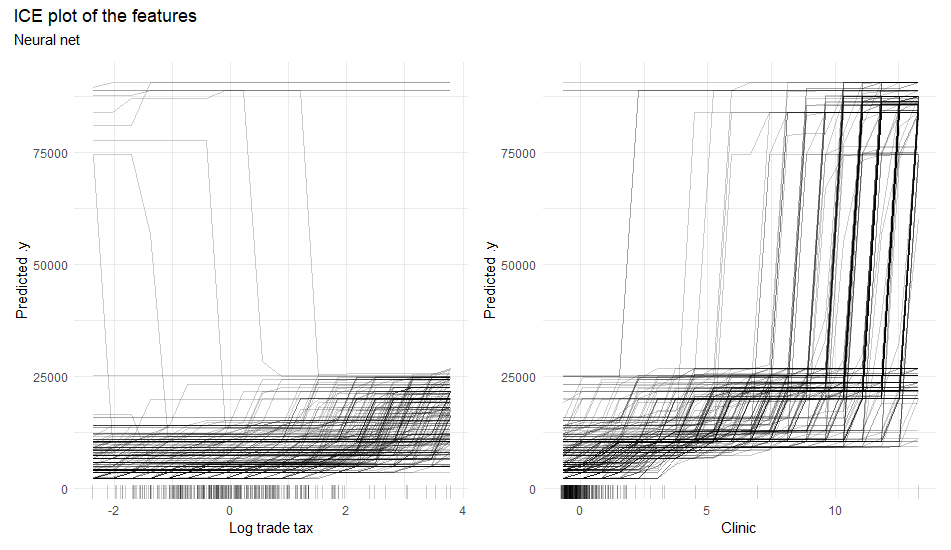 ICE plot of the features
Neural net
Predicted .y
75000
50000
25000
0
-2
0
2
4
Log trade tax
Predicted .y
75000
50000
25000
0
0
5
10
Clinic